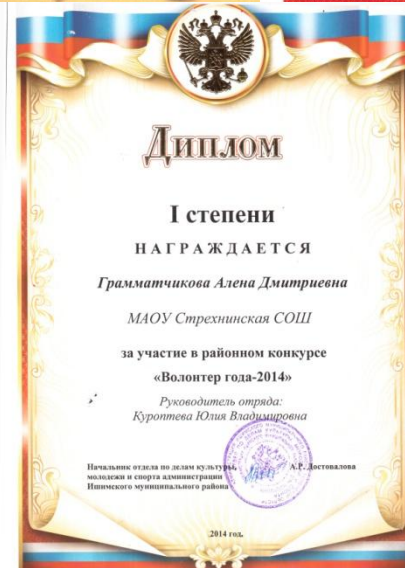 Диплом
I степени
НАГРАЖДАЕТСЯ
Грамматчикова Алена Дмитриевна
МАОУ Стрехнинская СОШ
за участие в районном конкурсе
«Волонтер года-2014»
Руководитель отряда:
Куроптева Юлия Владимировна
Начальник отдела по делам культуры,
молодежи и спорта администрации А.Р. Достовалова
Ишимского муниципального района
2014 год.